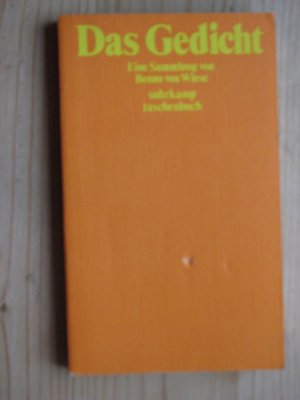 Das Gedicht
Eine Sammlung von
Benno von Wiese
suhrkamp
taschenbuch